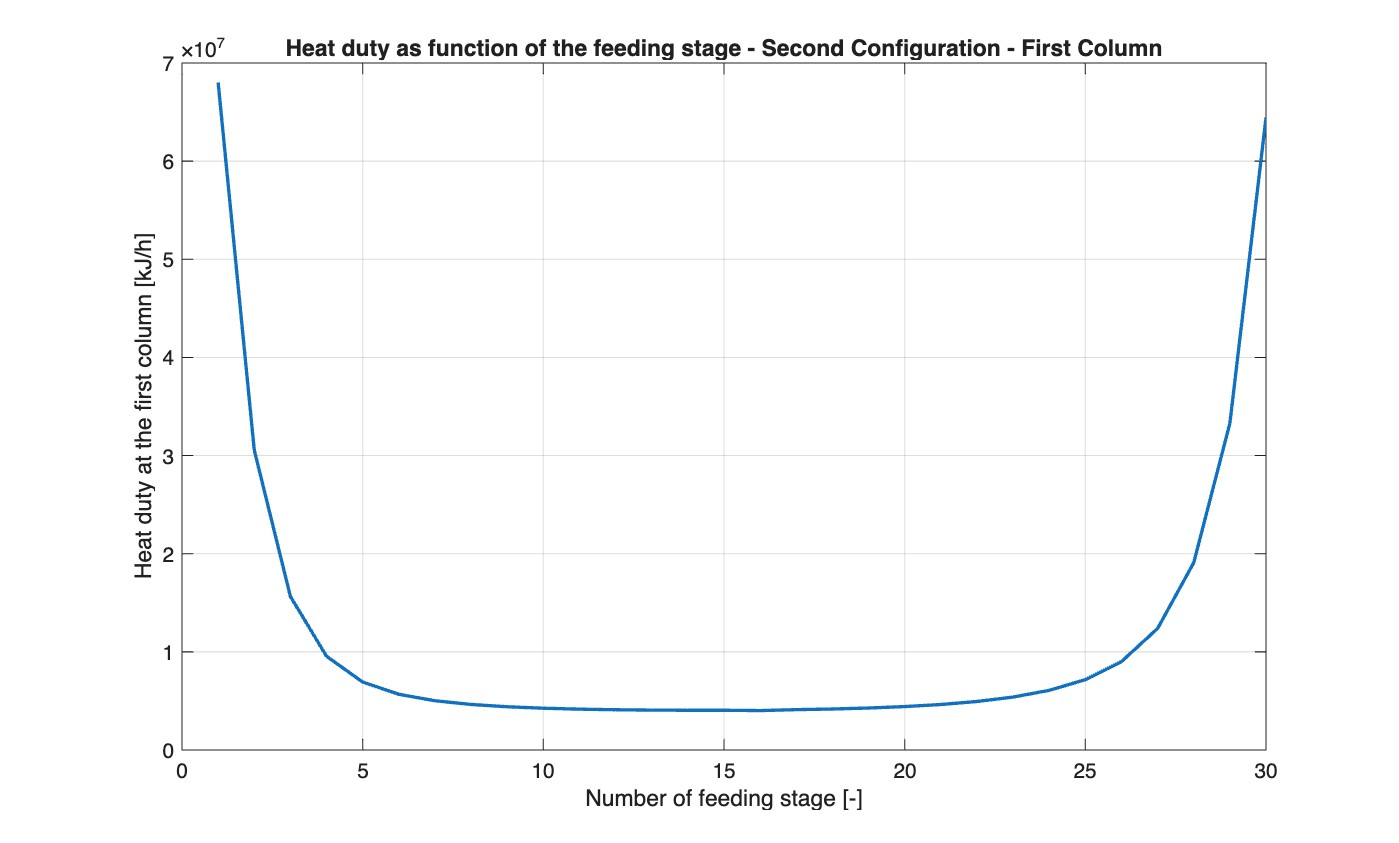 ×10⁷
Heat duty as function of the feeding stage - Second Configuration - First Column
Heat duty at the first column [kJ/h]
7
6
5
4
3
2
1
0
0 5 10 15 20 25 30
Number of feeding stage [-]